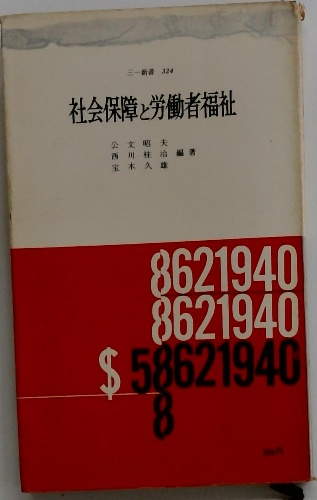 三一新書 324
社会保障と労働者福祉
公文昭夫
西川桂治 編著
宝木久雄
8621940
8621940
$ 58621940
8